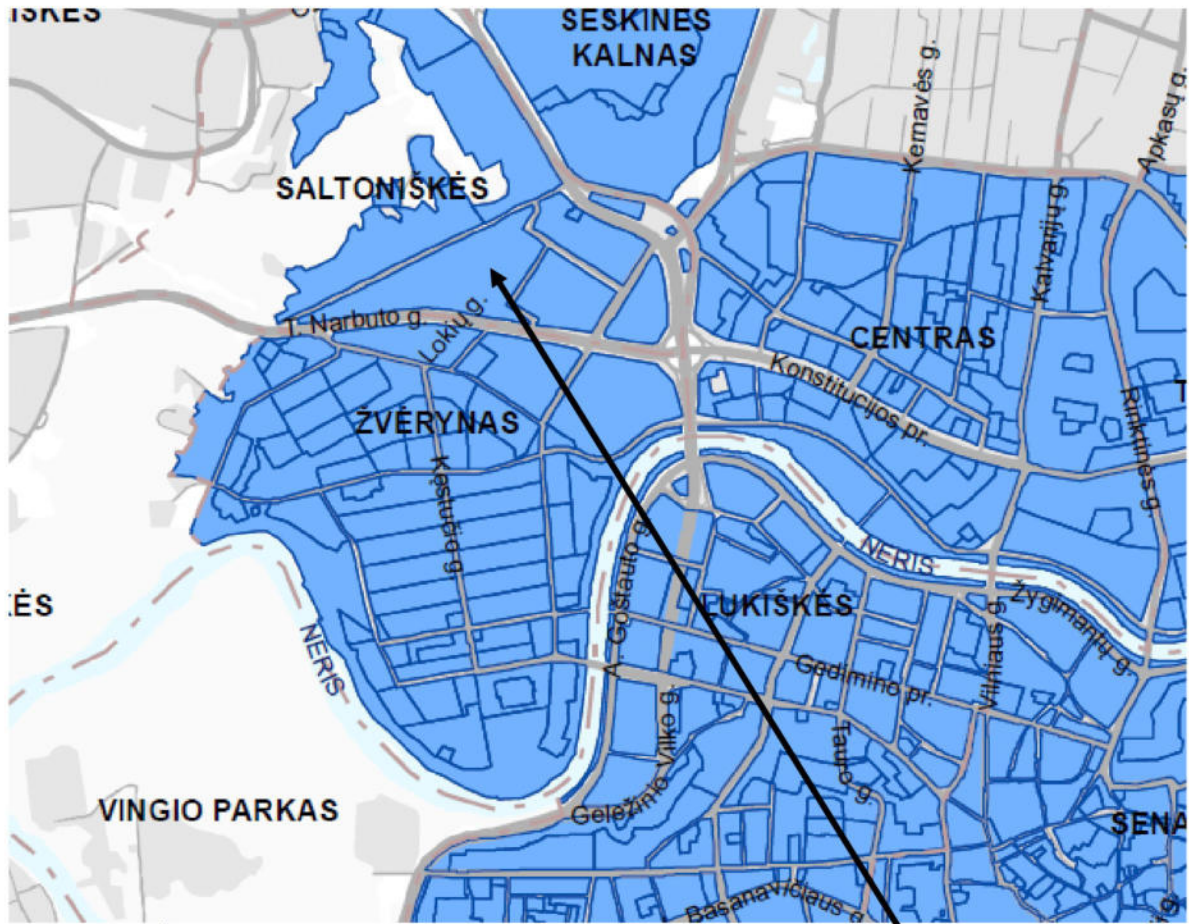 ŠEŠKINĖS
KALNAS
Kernavės g.
Apkasų g.
SALTONIŠKĖS
Kalvarijų g.
T. Narbuto g.
Lokių g.
CENTRAS
Konstitucijos pr.
Rinktinės g.
ŽVĖRYNAS
Kęstučio g.
A. Goštauto g.
NERIS
KĖS
LUKIŠKĖS
Žygimantų g.
NERIS
Gedimino pr.
Vilniaus g.
Geležinio Vilko g.
Tauro g.
VINGIO PARKAS
SENA
Basanavičiaus g.